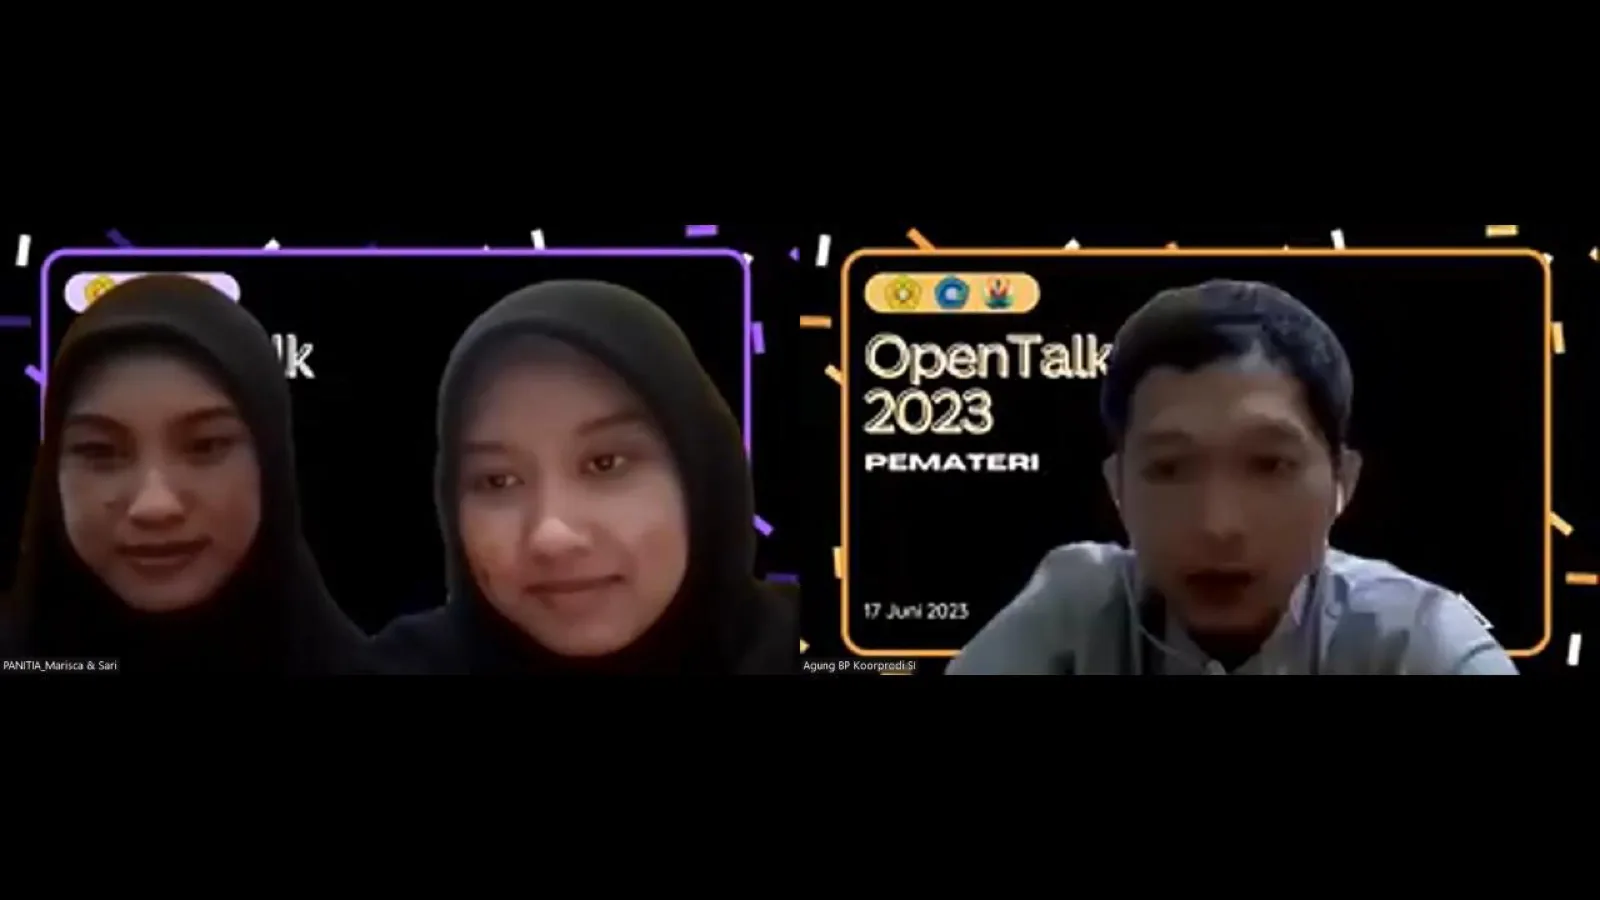 lk
OpenTalk
2023
PEMATERI
17 Juni 2023
PANITIA_Marisca & Sari
Agung BP Koorprodi SI